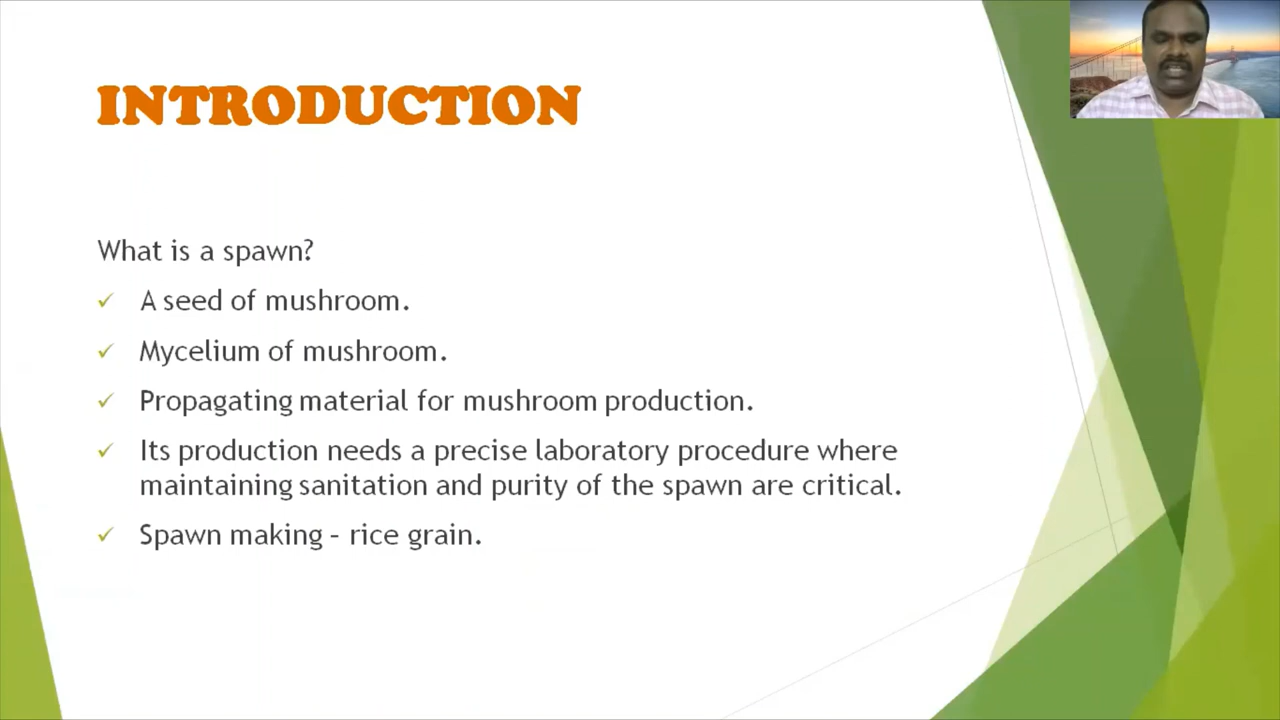 INTRODUCTION
What is a spawn?
✓ A seed of mushroom.
✓ Mycelium of mushroom.
✓ Propagating material for mushroom production.
✓ Its production needs a precise laboratory procedure where
maintaining sanitation and purity of the spawn are critical.
✓ Spawn making – rice grain.